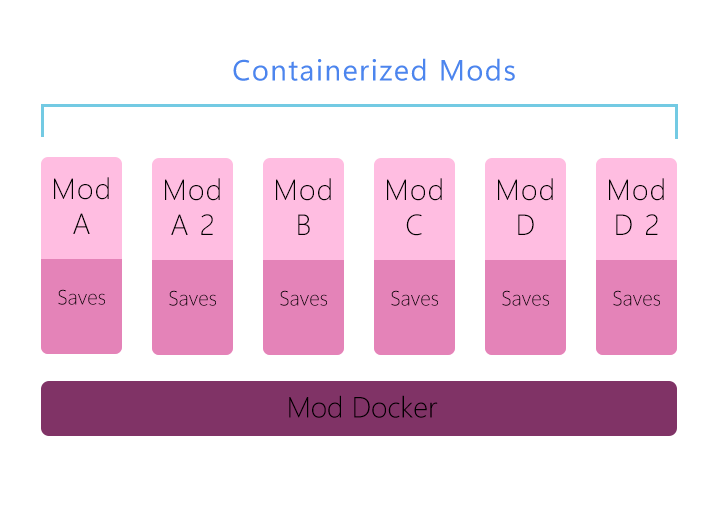 Containerized Mods
Mod
A
Mod
A 2
Mod
B
Mod
C
Mod
D
Mod
D 2
Saves
Saves
Saves
Saves
Saves
Saves
Mod Docker